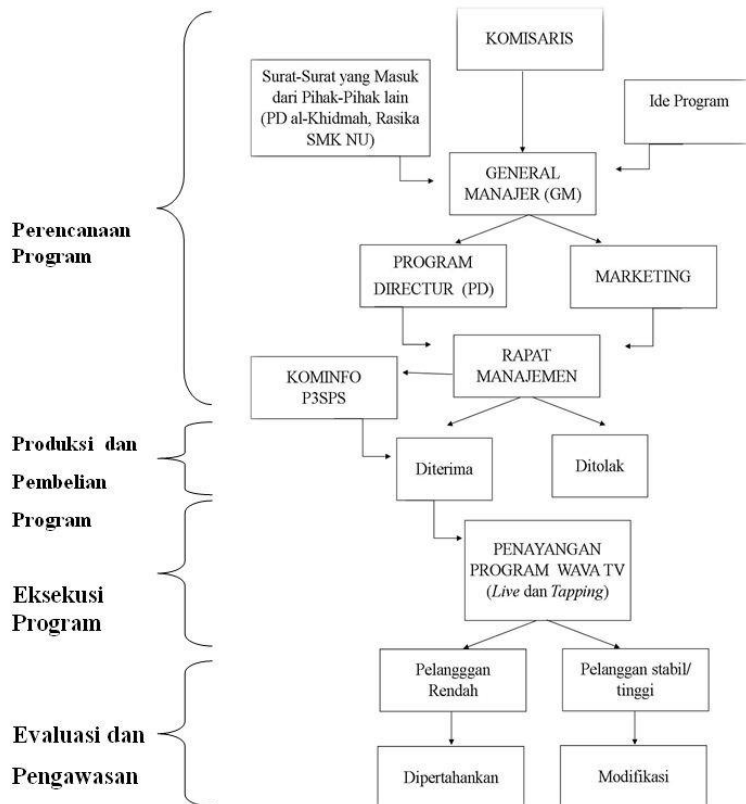 KOMISARIS
Surat-Surat yang Masuk
dari Pihak-Pihak lain
(PD al-Khidmah, Rasika
SMK NU)
Ide Program
GENERAL
MANAJER (GM)
Perencanaan
Program
PROGRAM
DIRECTUR (PD)
MARKETING
RAPAT
MANAJEMEN
KOMINFO
P3SPS
Produksi dan
Pembelian
Program
Diterima
Ditolak
PENAYANGAN
PROGRAM WAVA TV
(Live dan Tapping)
Eksekusi
Program
Pelangggan
Rendah
Pelanggan stabil/
tinggi
Evaluasi dan
Pengawasan
Dipertahankan
Modifikasi